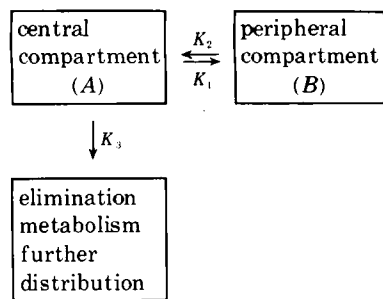 central
compartment
(A)
K₂
K₁
peripheral
compartment
(B)
K₃
elimination
metabolism
further
distribution